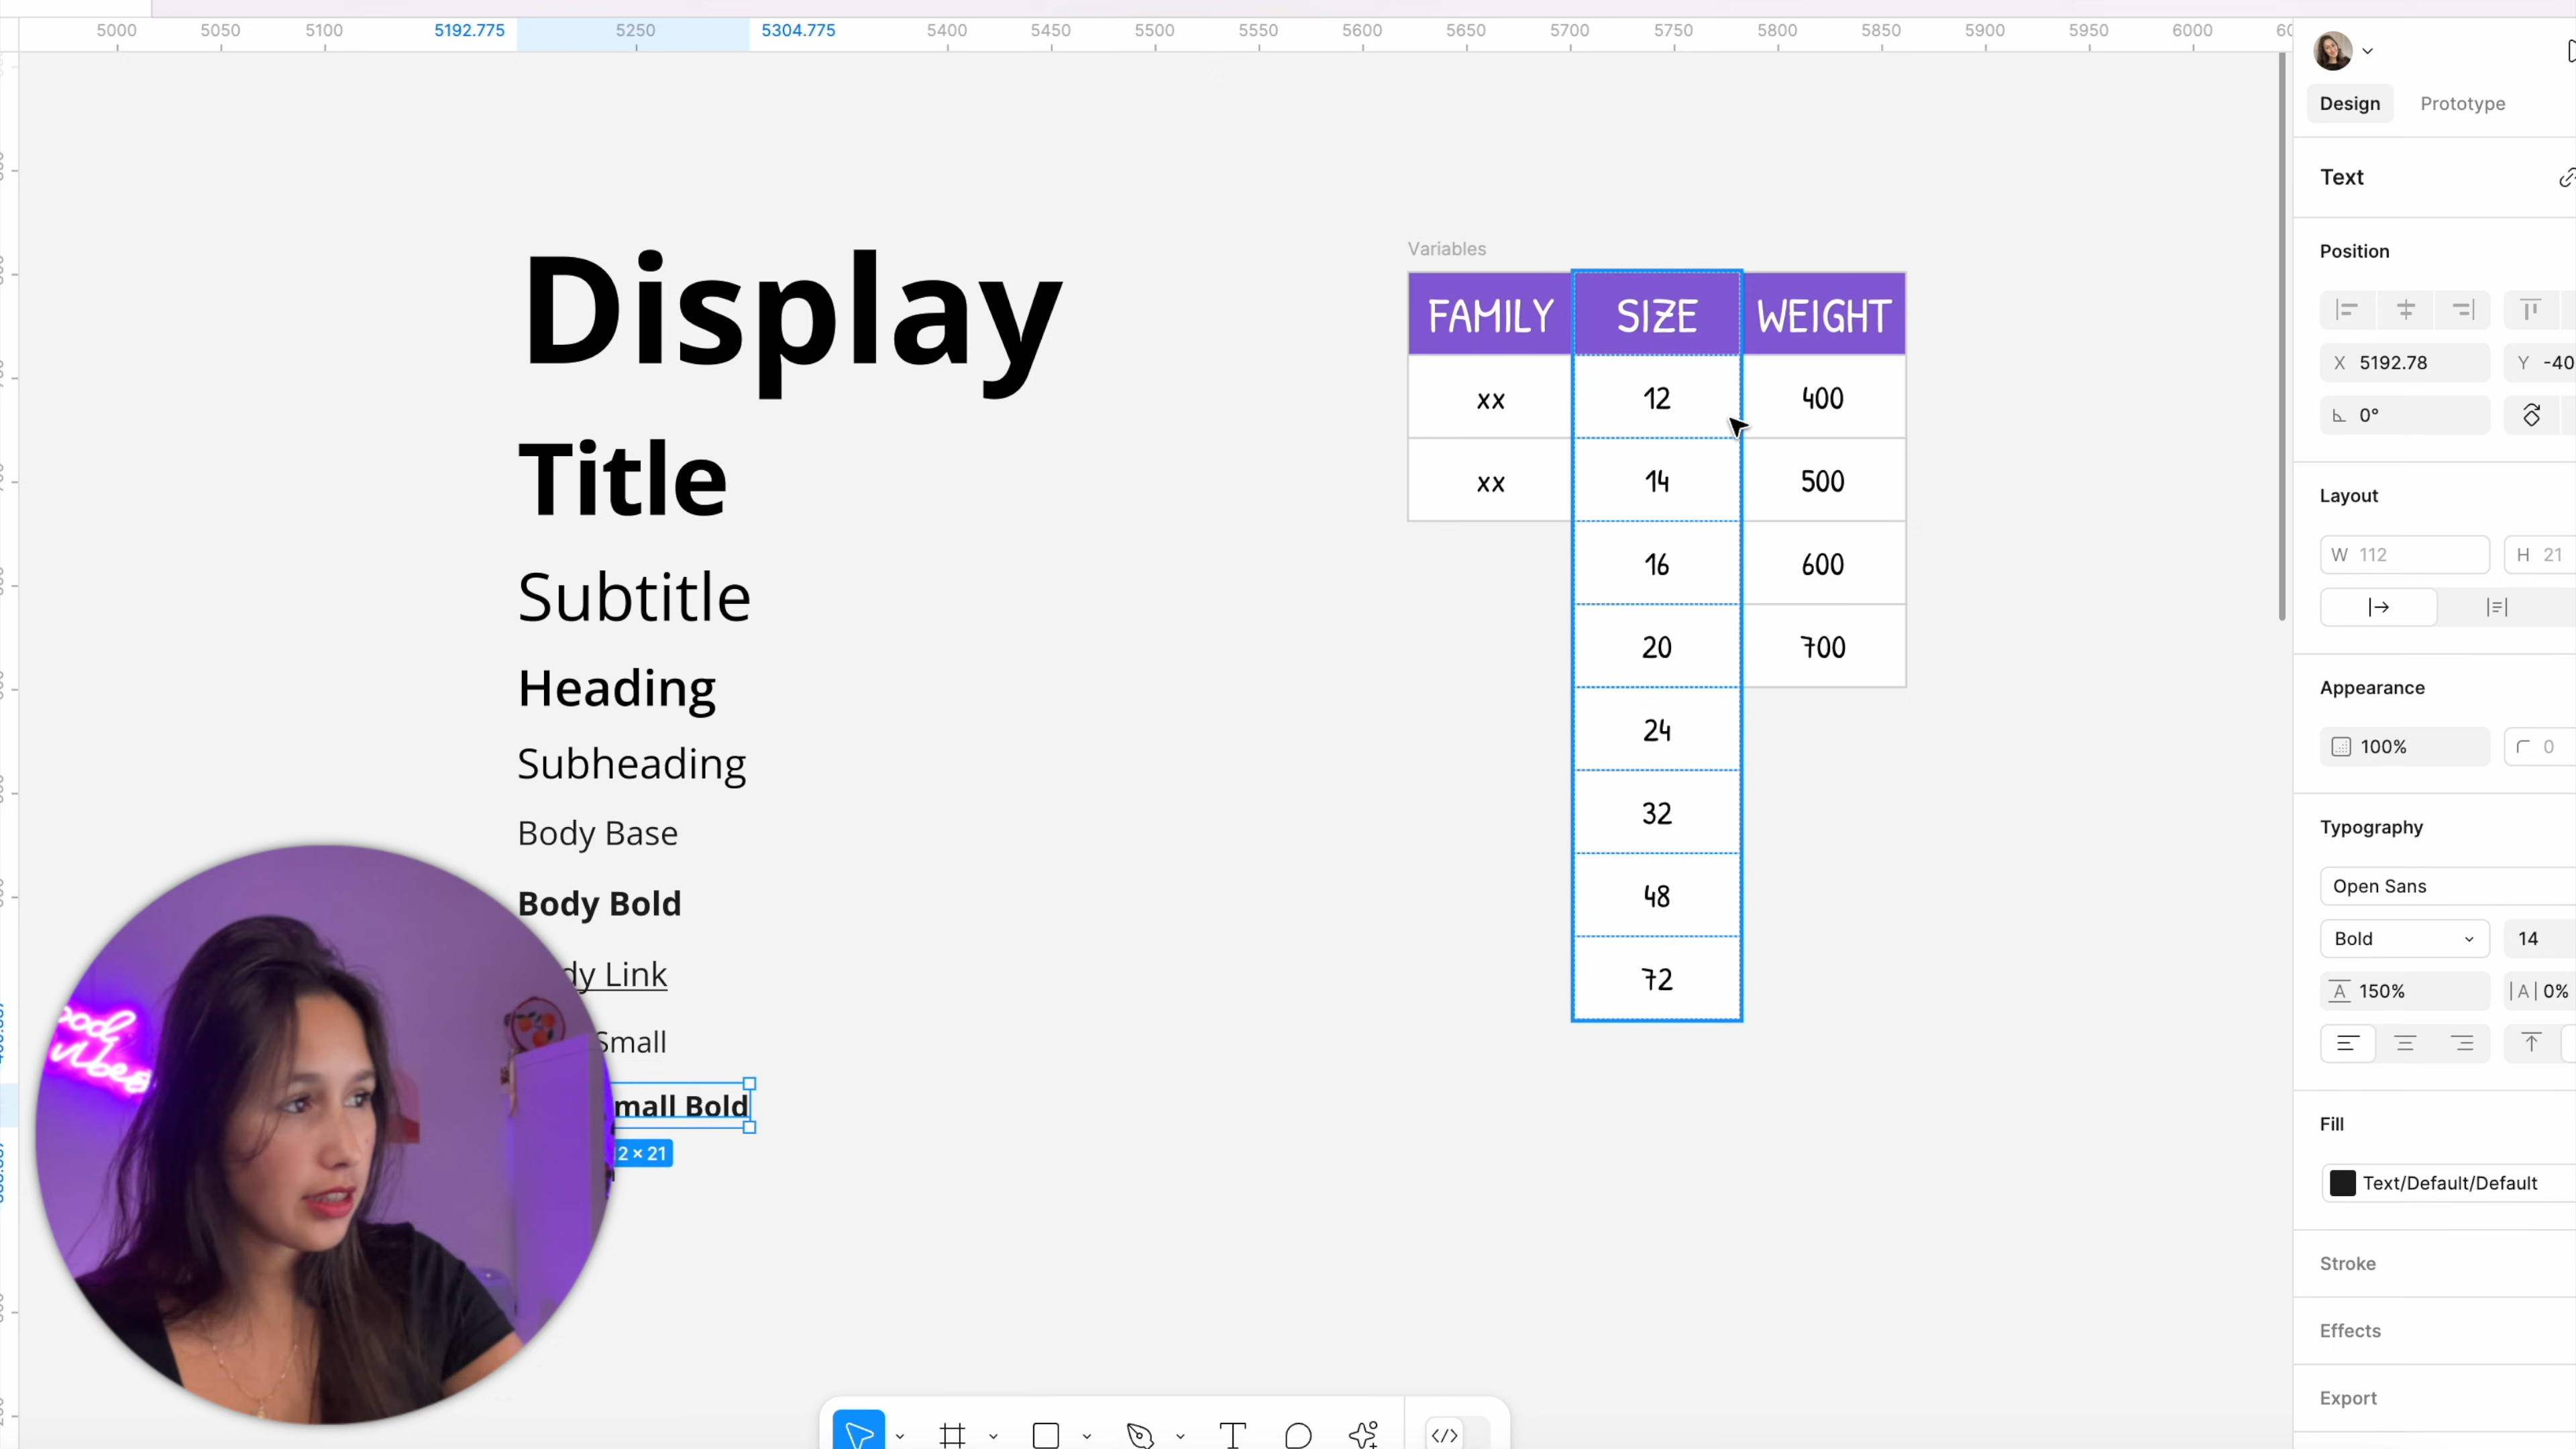 5000 5050 5100 5192.775 5250 5304.775 5400 5450 5500 5550 5600 5650 5700 5750 5800 5850 5900 5950 6000
Design Prototype
Text
Position
X 5192.78 Y -40
0°
Layout
W 112 H 21
Appearance
100% 0
Typography
Open Sans
Bold 14
150% |A| 0%
Fill
Text/Default/Default
Stroke
Effects
Export
Display
Title
Subtitle
Heading
Subheading
Body Base
Body Bold
dy Link
Small
mall Bold
2 × 21
Variables
FAMILY SIZE WEIGHT
xx 12 400
xx 14 500
16 600
20 700
24
32
48
72
ood
vibes